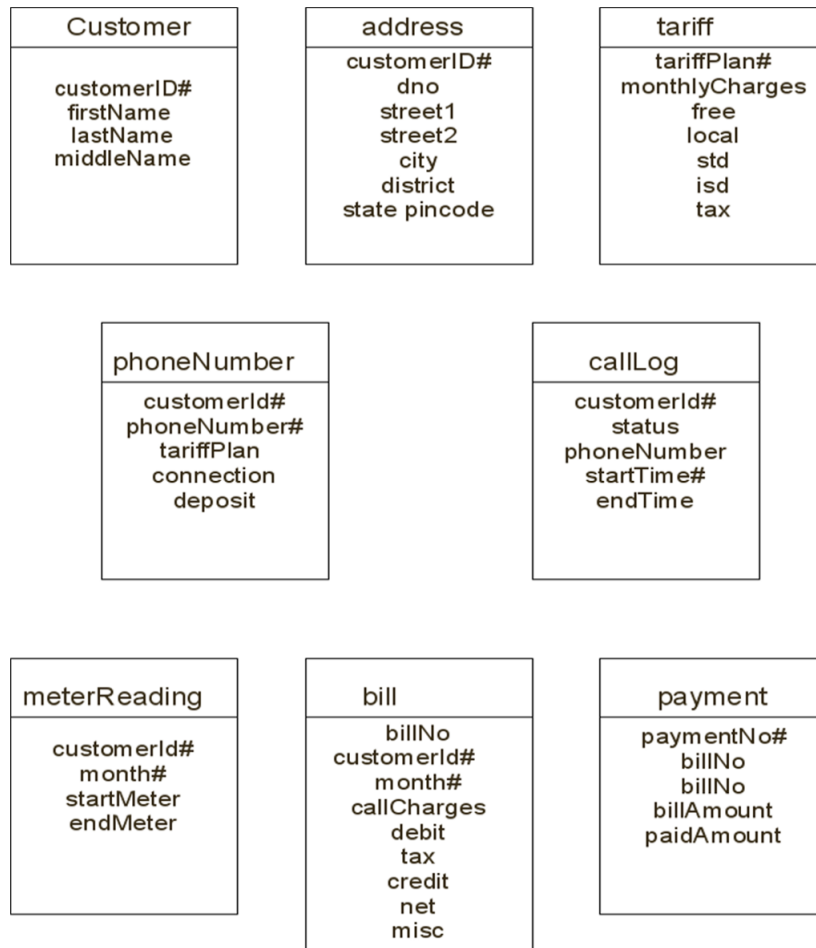 Customer
customerID#
firstName
lastName
middleName
address
customerID#
dno
street1
street2
city
district
state pincode
tariff
tariffPlan#
monthlyCharges
free
local
std
isd
tax
phoneNumber
customerId#
phoneNumber#
tariffPlan
connection
deposit
callLog
customerId#
status
phoneNumber
startTime#
endTime
meterReading
customerId#
month#
startMeter
endMeter
bill
billNo
customerId#
month#
callCharges
debit
tax
credit
net
misc
payment
paymentNo#
billNo
billNo
billAmount
paidAmount